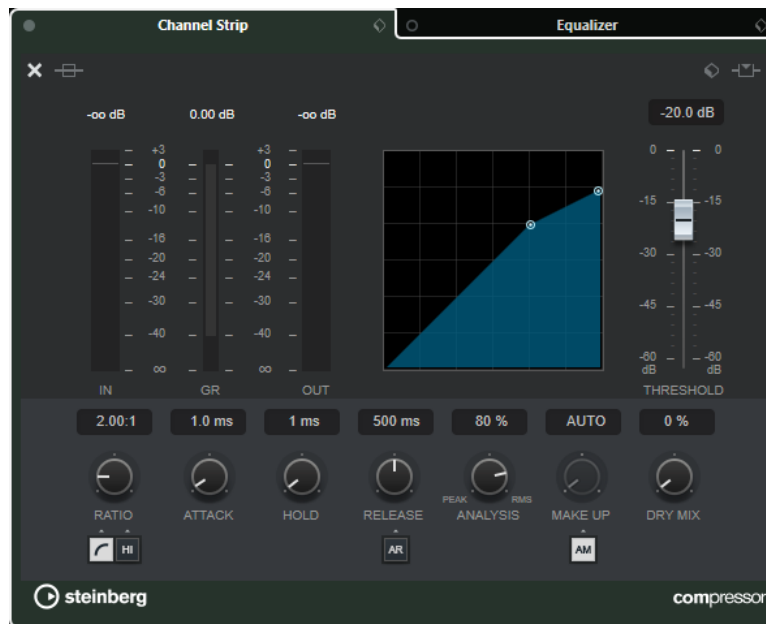 Channel Strip
Equalizer
-oo dB
0.00 dB
-oo dB
-20.0 dB
+3 +3
0 0
-3 -3
-6 -6
-10 -10
-16 -16
-20 -20
-24 -24
-30 -30
-40 -40
oo oo
0 0
-15 -15
-30 -30
-45 -45
-60 -60
dB dB
IN GR OUT THRESHOLD
2.00:1 1.0 ms 1 ms 500 ms 80 % AUTO 0 %
PEAK RMS
RATIO ATTACK HOLD RELEASE ANALYSIS MAKE UP DRY MIX
HI AR AM
steinberg
compressor